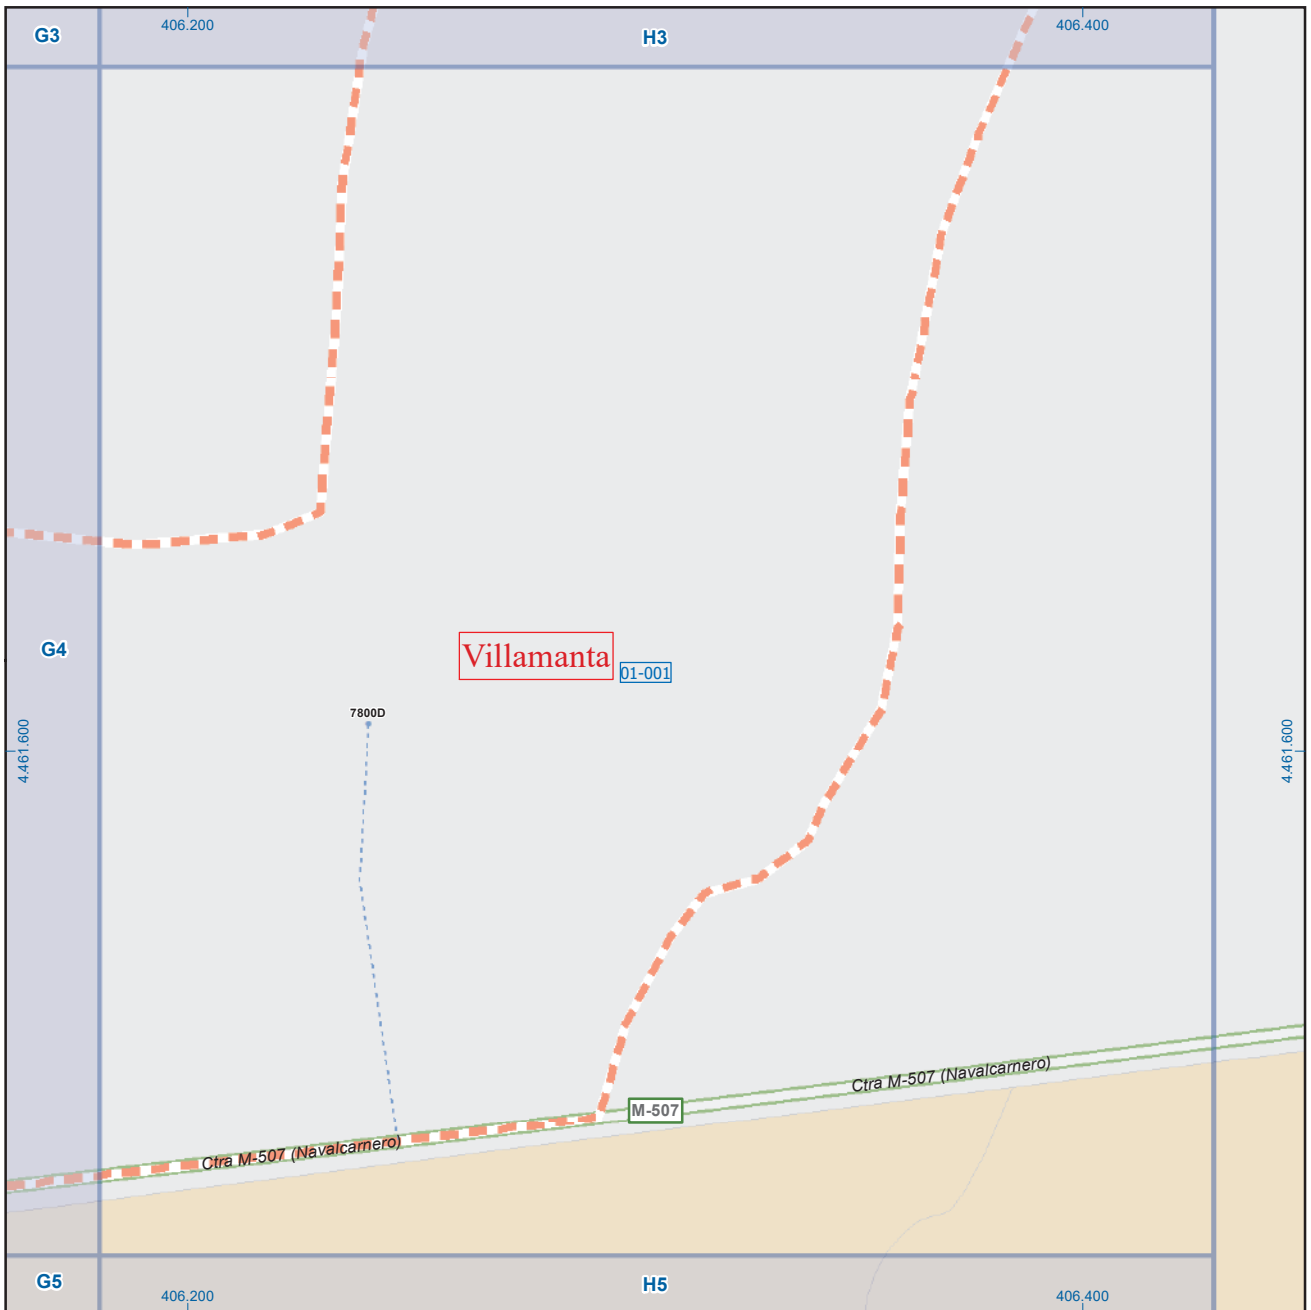 406.200
406.400
G3
H3
G4
Villamanta
01-001
7800D
4.461.600
4.461.600
Ctra M-507 (Navalcarnero)
M-507
Ctra M-507 (Navalcarnero)
G5
H5
406.200
406.400